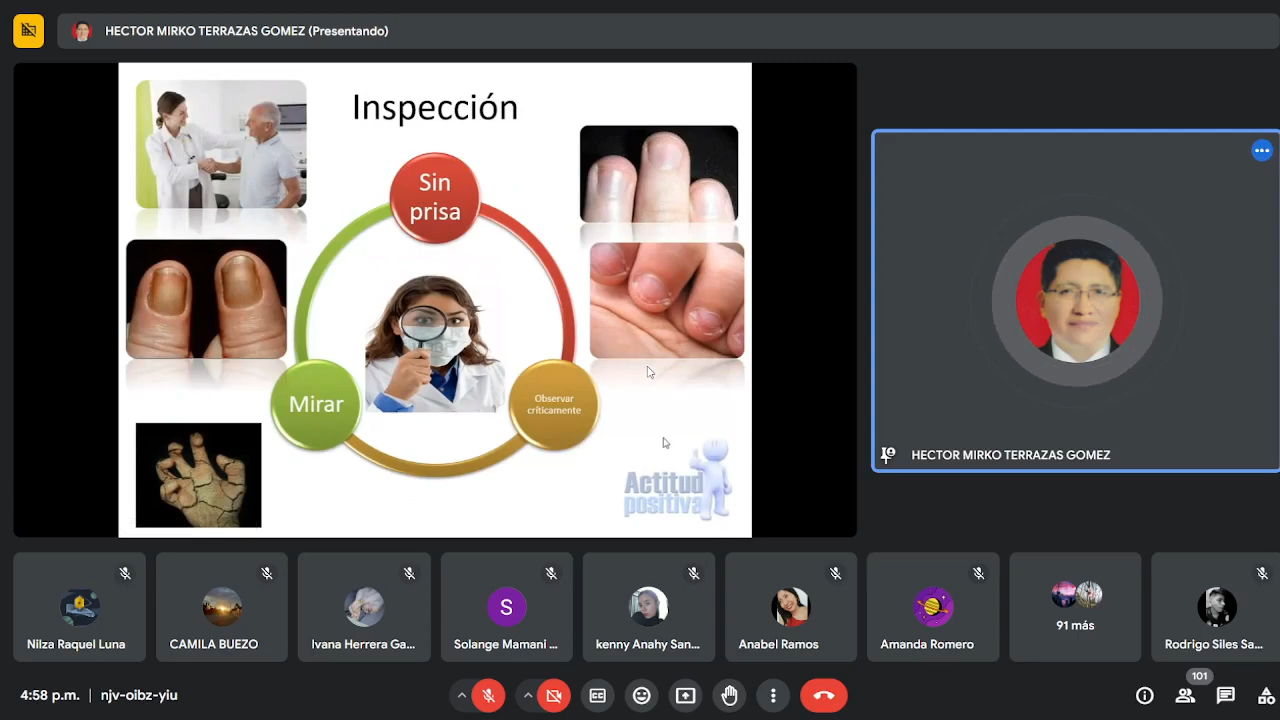 HECTOR MIRKO TERRAZAS GOMEZ (Presentando)
Inspección
Sin
prisa
Mirar
Observar
críticamente
Actitud
positiva
HECTOR MIRKO TERRAZAS GOMEZ
Nilza Raquel Luna
CAMILA BUEZO
Ivana Herrera Ga...
S
Solange Mamani ...
kenny Anahy San...
Anabel Ramos
Amanda Romero
91 más
Rodrigo Siles Sa...
4:58 p.m. | njv-oibz-yiu
101